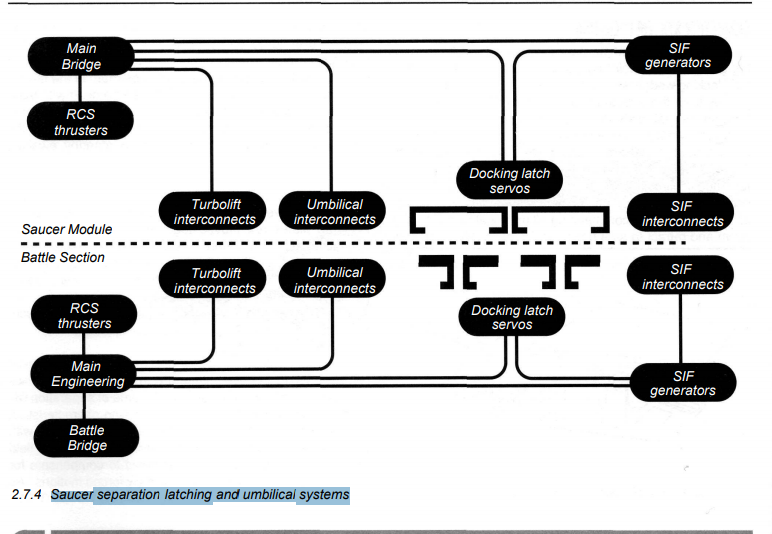 Main
Bridge
SIF
generators
RCS
thrusters
Docking latch
servos
Turbolift
interconnects
Umbilical
interconnects
SIF
interconnects
Saucer Module
Battle Section
Turbolift
interconnects
Umbilical
interconnects
SIF
interconnects
RCS
thrusters
Docking latch
servos
Main
Engineering
SIF
generators
Battle
Bridge
2.7.4 Saucer separation latching and umbilical systems